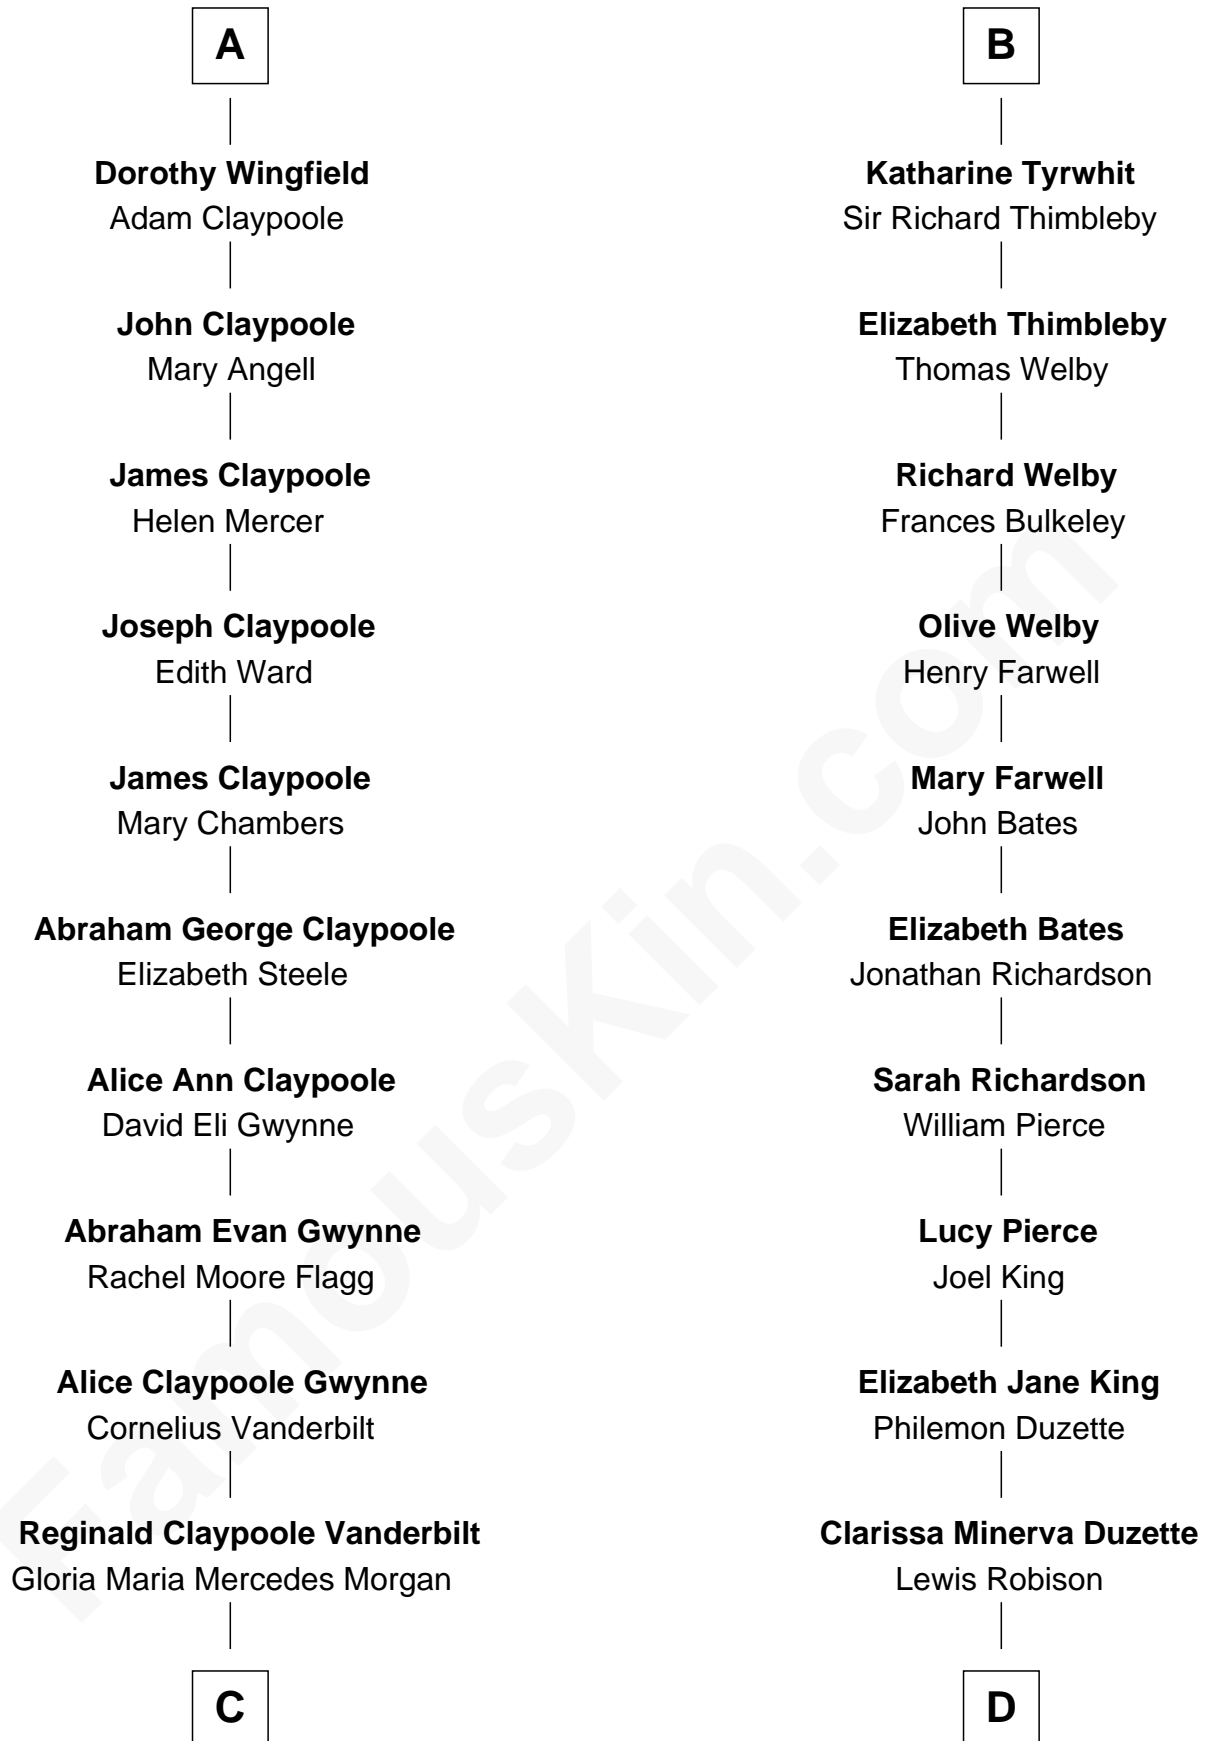 A
Dorothy Wingfield
Adam Claypoole
John Claypoole
Mary Angell
James Claypoole
Helen Mercer
Joseph Claypoole
Edith Ward
James Claypoole
Mary Chambers
Abraham George Claypoole
Elizabeth Steele
Alice Ann Claypoole
David Eli Gwynne
Abraham Evan Gwynne
Rachel Moore Flagg
Alice Claypoole Gwynne
Cornelius Vanderbilt
Reginald Claypoole Vanderbilt
Gloria Maria Mercedes Morgan
C
B
Katharine Tyrwhit
Sir Richard Thimbleby
Elizabeth Thimbleby
Thomas Welby
Richard Welby
Frances Bulkeley
Olive Welby
Henry Farwell
Mary Farwell
John Bates
Elizabeth Bates
Jonathan Richardson
Sarah Richardson
William Pierce
Lucy Pierce
Joel King
Elizabeth Jane King
Philemon Duzette
Clarissa Minerva Duzette
Lewis Robison
D
FamousKin.com